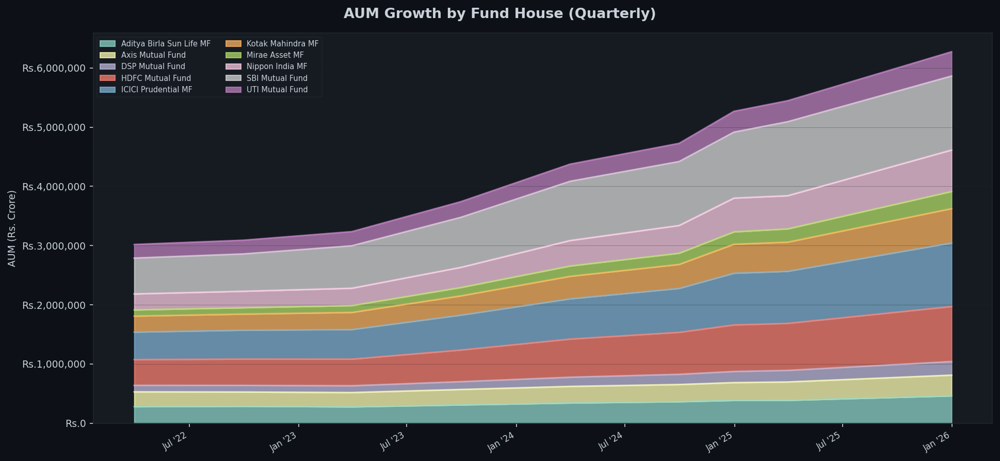 AUM Growth by Fund House (Quarterly)
Aditya Birla Sun Life MF
Axis Mutual Fund
DSP Mutual Fund
HDFC Mutual Fund
ICICI Prudential MF
Kotak Mahindra MF
Mirae Asset MF
Nippon India MF
SBI Mutual Fund
UTI Mutual Fund
AUM (Rs. Crore)
Rs.6,000,000
Rs.5,000,000
Rs.4,000,000
Rs.3,000,000
Rs.2,000,000
Rs.1,000,000
Rs.0
Jul '22
Jan '23
Jul '23
Jan '24
Jul '24
Jan '25
Jul '25
Jan '26